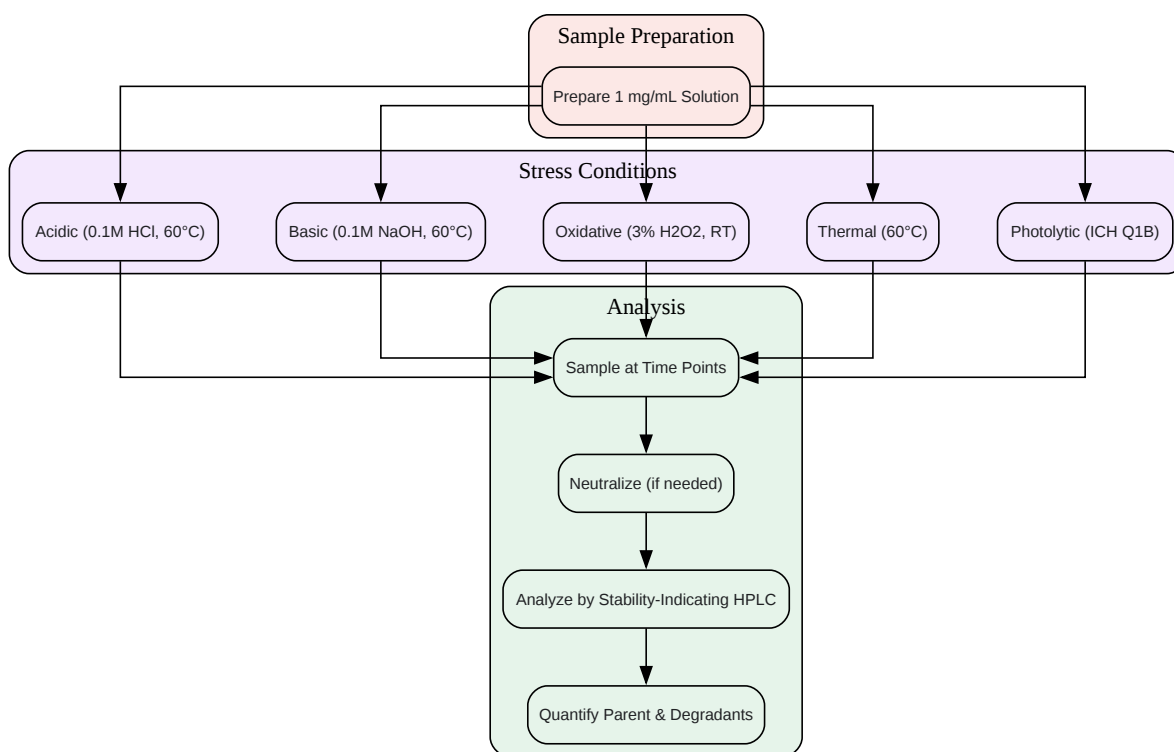 Sample Preparation
Prepare 1 mg/mL Solution
Stress Conditions
Acidic (0.1M HCl, 60°C)
Basic (0.1M NaOH, 60°C)
Oxidative (3% H2O2, RT)
Thermal (60°C)
Photolytic (ICH Q1B)
Analysis
Sample at Time Points
Neutralize (if needed)
Analyze by Stability-Indicating HPLC
Quantify Parent & Degradants